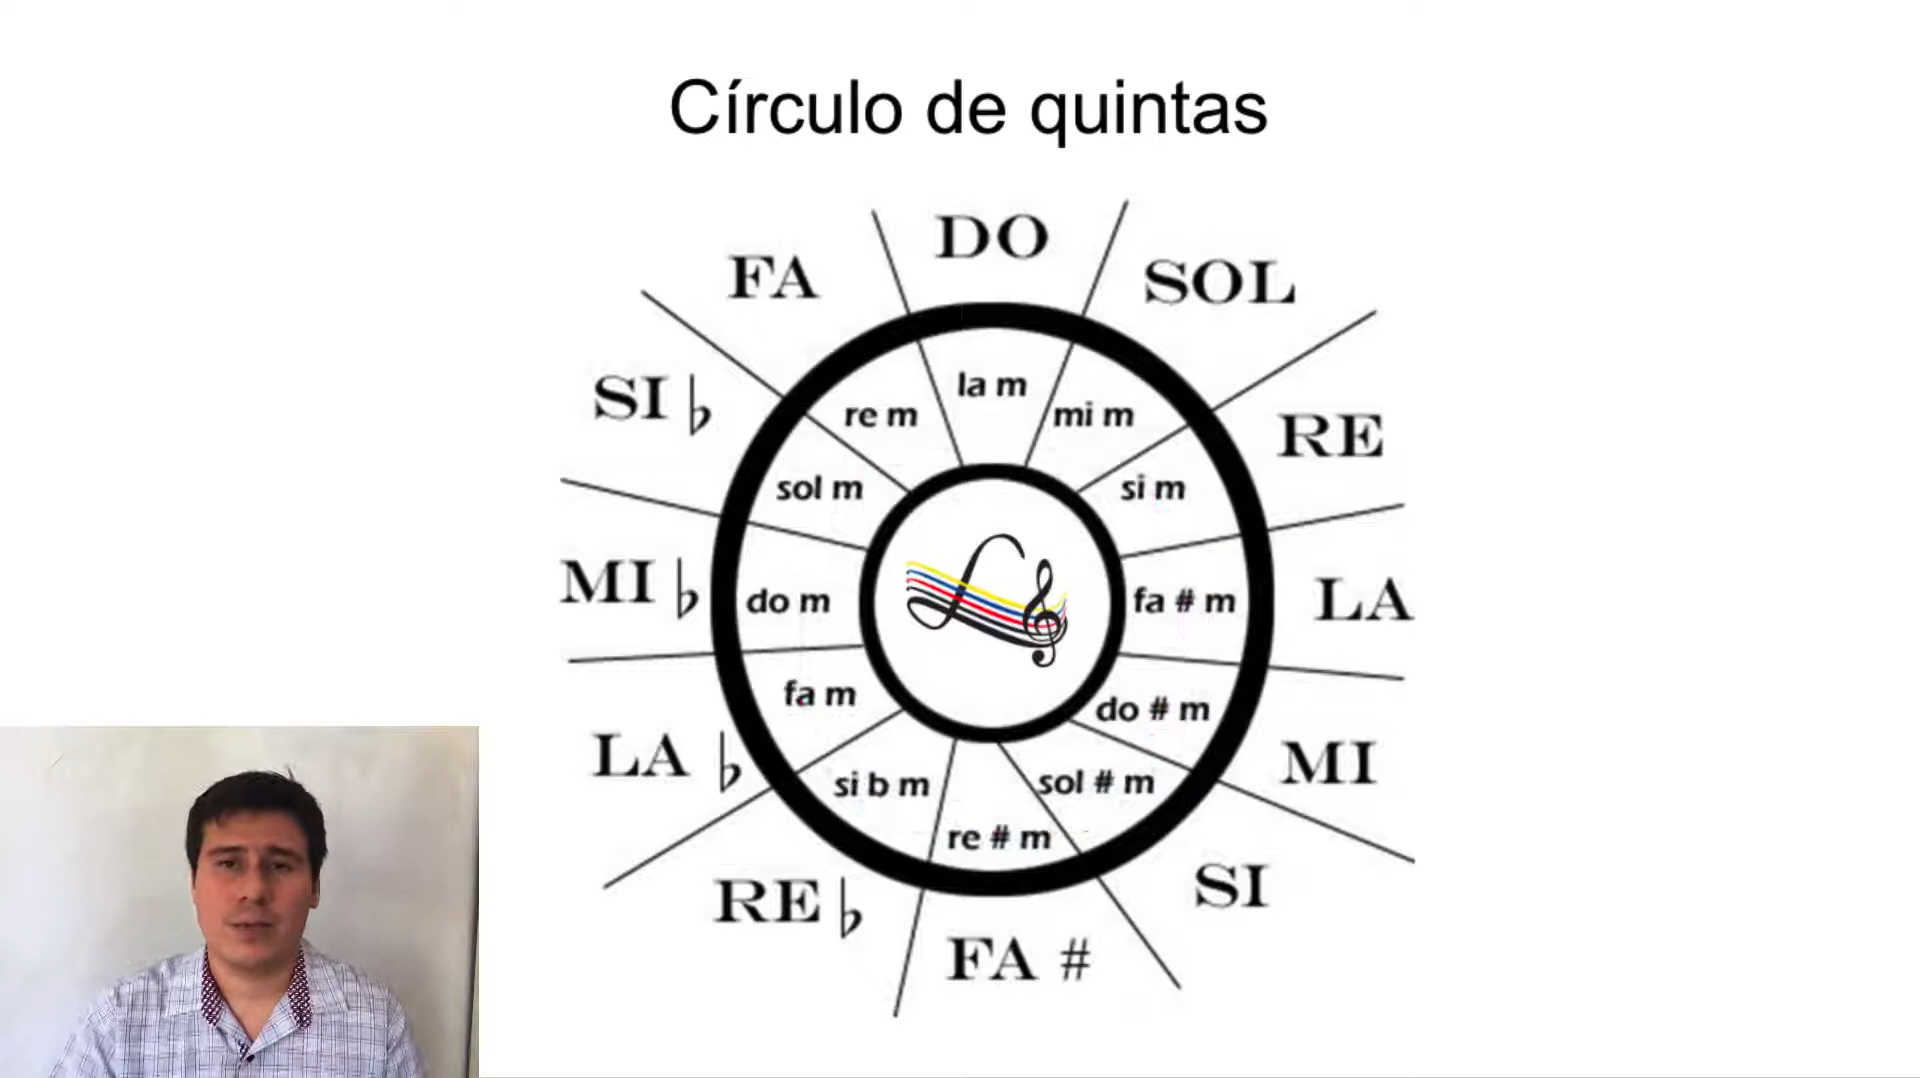 Círculo de quintas
DO
SOL
RE
LA
MI
SI
FA #
RE ♭
LA ♭
MI ♭
SI ♭
FA
la m
mi m
si m
fa # m
do # m
sol # m
re # m
si b m
fa m
do m
sol m
re m